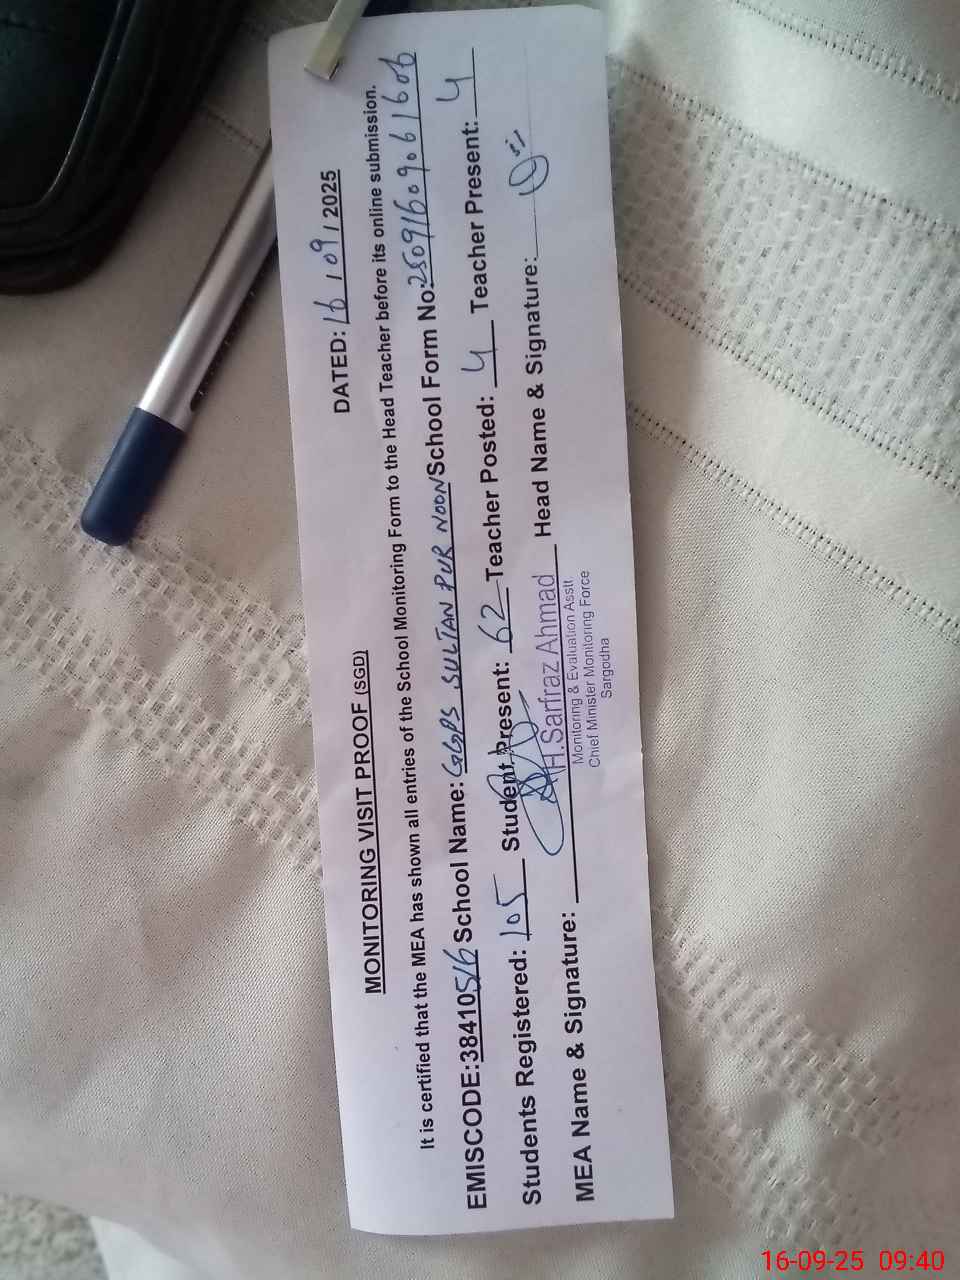 DATED: 16 / 09 / 2025
MONITORING VISIT PROOF (SGD)
It is certified that the MEA has shown all entries of the School Monitoring Form to the Head Teacher before its online submission.
EMISCODE:38410516 School Name: GGPS SULTAN PUR NOON School Form No:
Students Registered: 105 Student Present: 62 Teacher Posted: 4 Teacher Present: 4
MEA Name & Signature: H.Sarfraz Ahmad Head Name & Signature:
Monitoring & Evaluation Asstt.
Chief Minister Monitoring Force
Sargodha
16-09-25 09:40